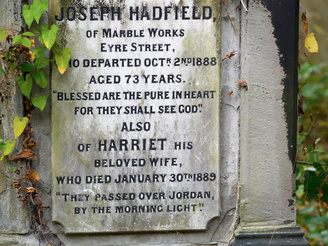 JOSEPH HADFIELD,
OF MARBLE WORKS
EYRE STREET,
HO DEPARTED OCTR. 2ND 1888
AGED 73 YEARS.
"BLESSED ARE THE PURE IN HEART
FOR THEY SHALL SEE GOD."
ALSO
OF HARRIET HIS
BELOVED WIFE,
WHO DIED JANUARY 30TH 1889
"THEY PASSED OVER JORDAN,
BY THE MORNING LIGHT".